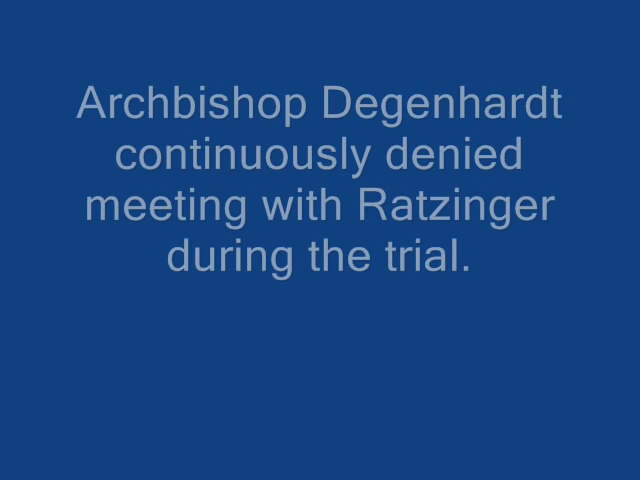 Archbishop Degenhardt
continuously denied
meeting with Ratzinger
during the trial.